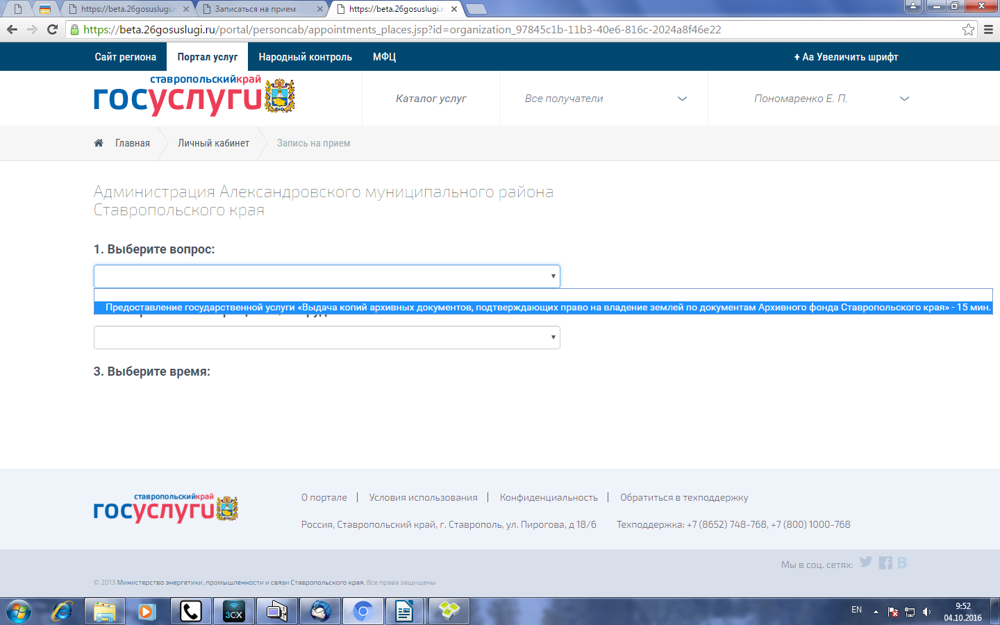 https://beta.26gosuslugi.r
Записаться на прием
https://beta.26gosuslugi.r
https://beta.26gosuslugi.ru/portal/personcab/appointments_places.jsp?id=organization_97845c1b-11b3-40e6-816c-2024a8f46e22
Сайт региона
Портал услуг
Народный контроль
МФЦ
+ Aa Увеличить шрифт
ставропольскийкрай
госуслуги
Каталог услуг
Все получатели
Пономаренко Е. П.
Главная
Личный кабинет
Запись на прием
Администрация Александровского муниципального района
Ставропольского края
1. Выберите вопрос:
Предоставление государственной услуги «Выдача копий архивных документов, подтверждающих право на владение землей по документам Архивного фонда Ставропольского края» - 15 мин.
3. Выберите время:
ставропольскийкрай
госуслуги
О портале
Условия использования
Конфиденциальность
Обратиться в техподдержку
Россия, Ставропольский край, г. Ставрополь, ул. Пирогова, д 18/6
Техподдержка: +7 (8652) 748-768, +7 (800) 1000-768
Мы в соц. сетях:
© 2013 Министерство энергетики, промышленности и связи Ставропольского края. Все права защищены
3CX
EN
9:52
04.10.2016